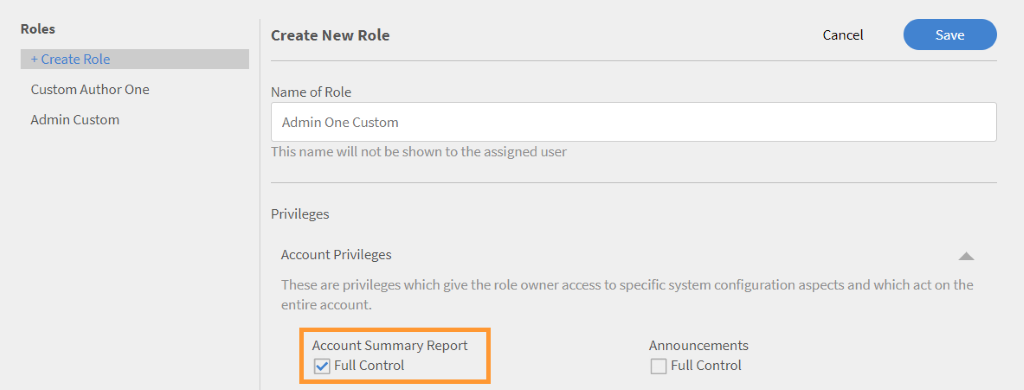 Roles
+ Create Role
Custom Author One
Admin Custom
Create New Role
Cancel
Save
Name of Role
Admin One Custom
This name will not be shown to the assigned user
Privileges
Account Privileges
These are privileges which give the role owner access to specific system configuration aspects and which act on the
entire account.
Account Summary Report
Full Control
Announcements
Full Control